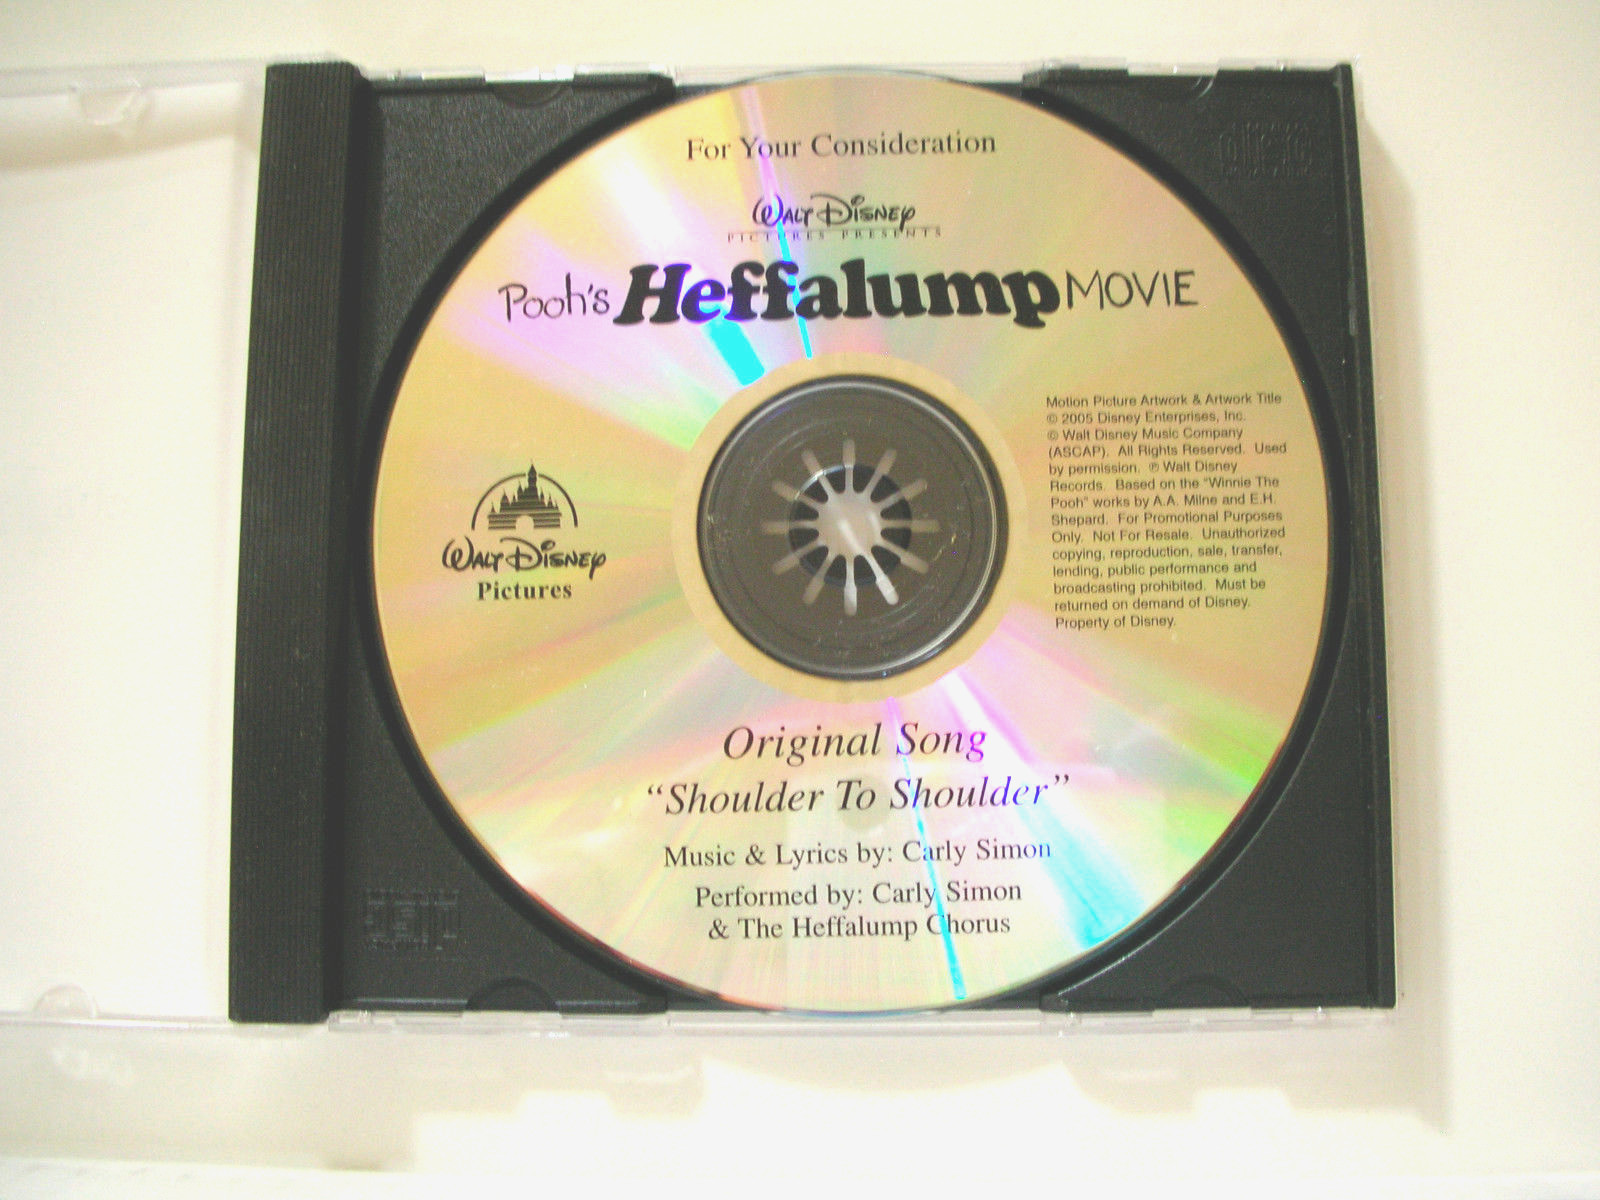 For Your Consideration
WALT DISNEY
PICTURES PRESENTS
Pooh's Heffalump MOVIE
Motion Picture Artwork & Artwork Title
© 2005 Disney Enterprises, Inc.
© Walt Disney Music Company
(ASCAP). All Rights Reserved. Used
by permission. ℗ Walt Disney
Records. Based on the "Winnie The
Pooh" works by A.A. Milne and E.H.
Shepard. For Promotional Purposes
Only. Not For Resale. Unauthorized
copying, reproduction, sale, transfer,
lending, public performance and
broadcasting prohibited. Must be
returned on demand of Disney.
Property of Disney.
WALT DISNEY
Pictures
Original Song
“Shoulder To Shoulder”
Music & Lyrics by: Carly Simon
Performed by: Carly Simon
& The Heffalump Chorus